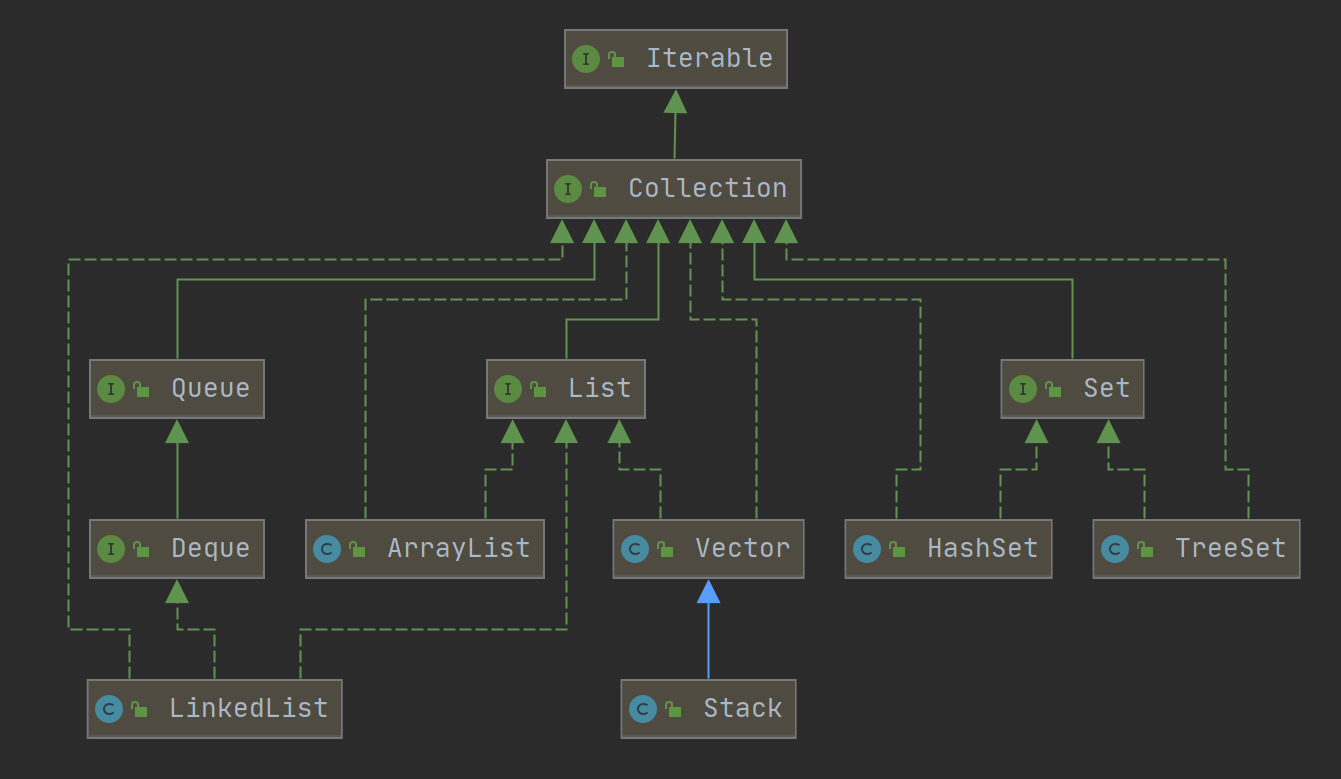 I Iterable
I Collection
I Queue
I List
I Set
I Deque
C ArrayList
C Vector
C HashSet
C TreeSet
C LinkedList
C Stack